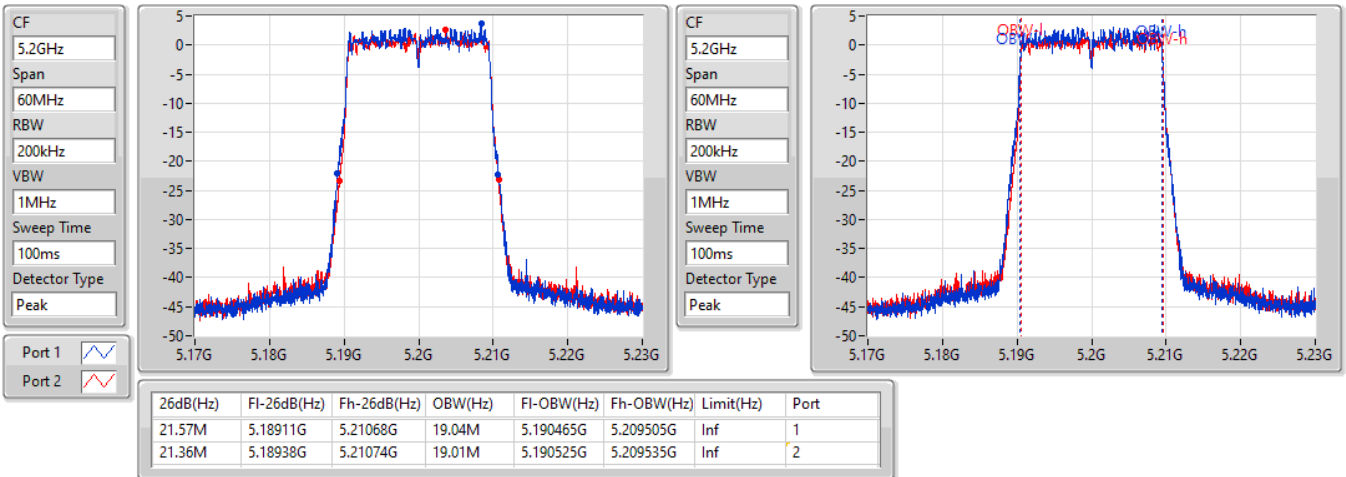 CF
5.2GHz
Span
60MHz
RBW
200kHz
VBW
1MHz
Sweep Time
100ms
Detector Type
Peak
Port 1
Port 2
5
0
-5
-10
-15
-20
-25
-30
-35
-40
-45
-50
5.17G 5.18G 5.19G 5.2G 5.21G 5.22G 5.23G
CF
5.2GHz
Span
60MHz
RBW
200kHz
VBW
1MHz
Sweep Time
100ms
Detector Type
Peak
5
0
-5
-10
-15
-20
-25
-30
-35
-40
-45
-50
OBW-l OBW-h
5.17G 5.18G 5.19G 5.2G 5.21G 5.22G 5.23G
26dB(Hz) Fl-26dB(Hz) Fh-26dB(Hz) OBW(Hz) Fl-OBW(Hz) Fh-OBW(Hz) Limit(Hz) Port
21.57M 5.18911G 5.21068G 19.04M 5.190465G 5.209505G Inf 1
21.36M 5.18938G 5.21074G 19.01M 5.190525G 5.209535G Inf 2